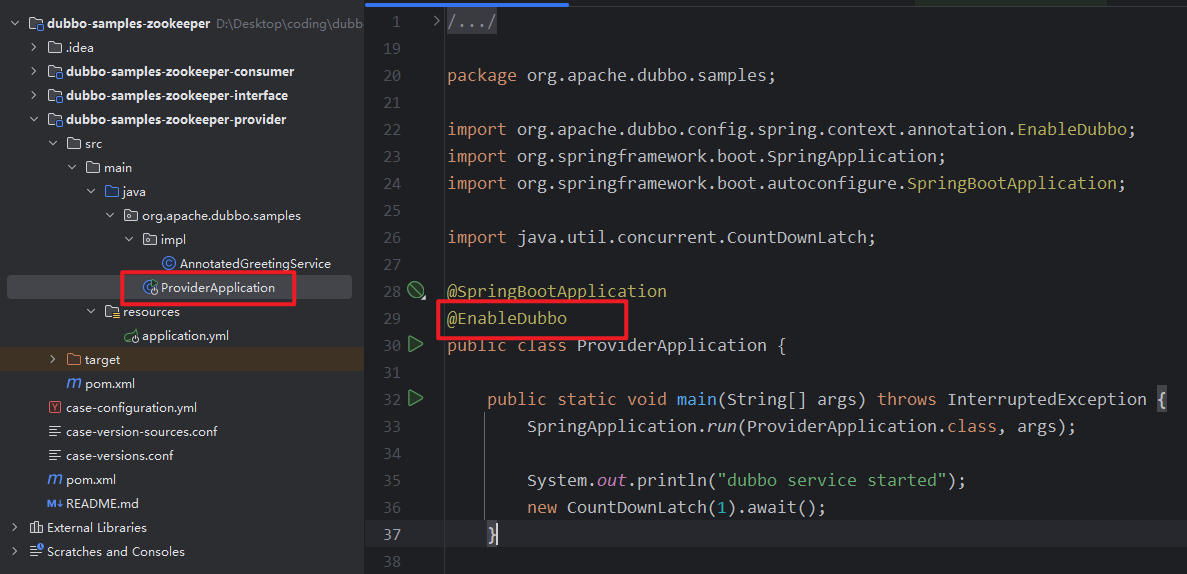 dubbo-samples-zookeeper D:\Desktop\coding\dubb
.idea
dubbo-samples-zookeeper-consumer
dubbo-samples-zookeeper-interface
dubbo-samples-zookeeper-provider
src
main
java
org.apache.dubbo.samples
impl
AnnotatedGreetingService
ProviderApplication
resources
application.yml
target
pom.xml
case-configuration.yml
case-version-sources.conf
case-versions.conf
pom.xml
README.md
External Libraries
Scratches and Consoles
1 /.../
19
20 package org.apache.dubbo.samples;
21
22 import org.apache.dubbo.config.spring.context.annotation.EnableDubbo;
23 import org.springframework.boot.SpringApplication;
24 import org.springframework.boot.autoconfigure.SpringBootApplication;
25
26 import java.util.concurrent.CountDownLatch;
27
28 @SpringBootApplication
29 @EnableDubbo
30 public class ProviderApplication {
31
32 public static void main(String[] args) throws InterruptedException {
33 SpringApplication.run(ProviderApplication.class, args);
34
35 System.out.println("dubbo service started");
36 new CountDownLatch(1).await();
37 }
38